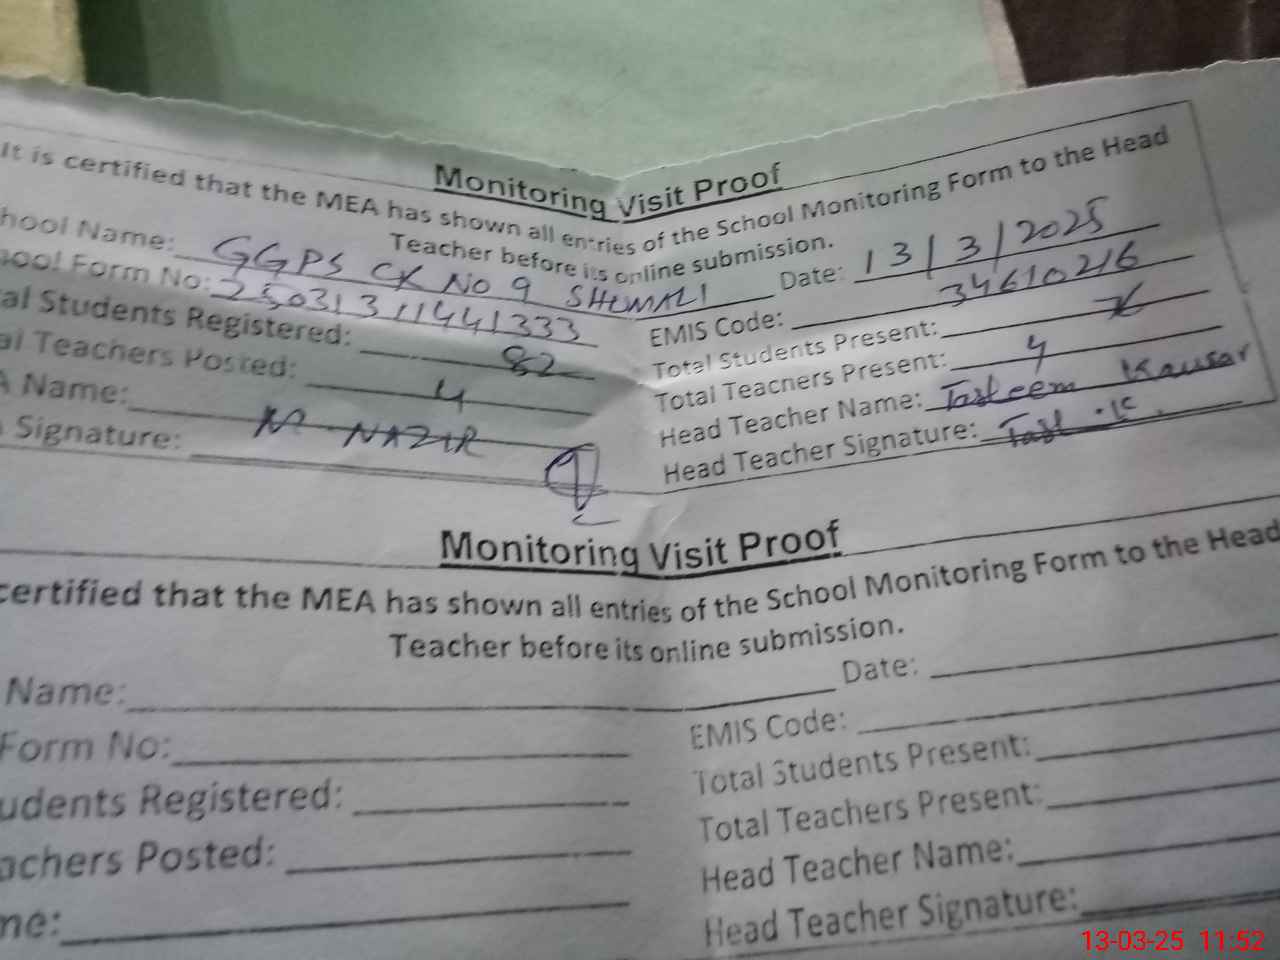 Monitoring Visit Proof
It is certified that the MEA has shown all entries of the School Monitoring Form to the Head
Teacher before its online submission.
hool Name: GGPS CK No 9 SHUMALI Date: 13/3/2025
ool Form No: 25031311441333 EMIS Code: 34610216
al Students Registered: 82 Total Students Present:
al Teachers Posted: 4 Total Teachers Present: 4
A Name: M NAZIR Head Teacher Name: Tasleem Kausar
Signature: Head Teacher Signature:
Monitoring Visit Proof
certified that the MEA has shown all entries of the School Monitoring Form to the Head
Teacher before its online submission.
Name: Date:
Form No: EMIS Code:
udents Registered: Total Students Present:
achers Posted: Total Teachers Present:
me: Head Teacher Name:
Head Teacher Signature:
13-03-25 11:52